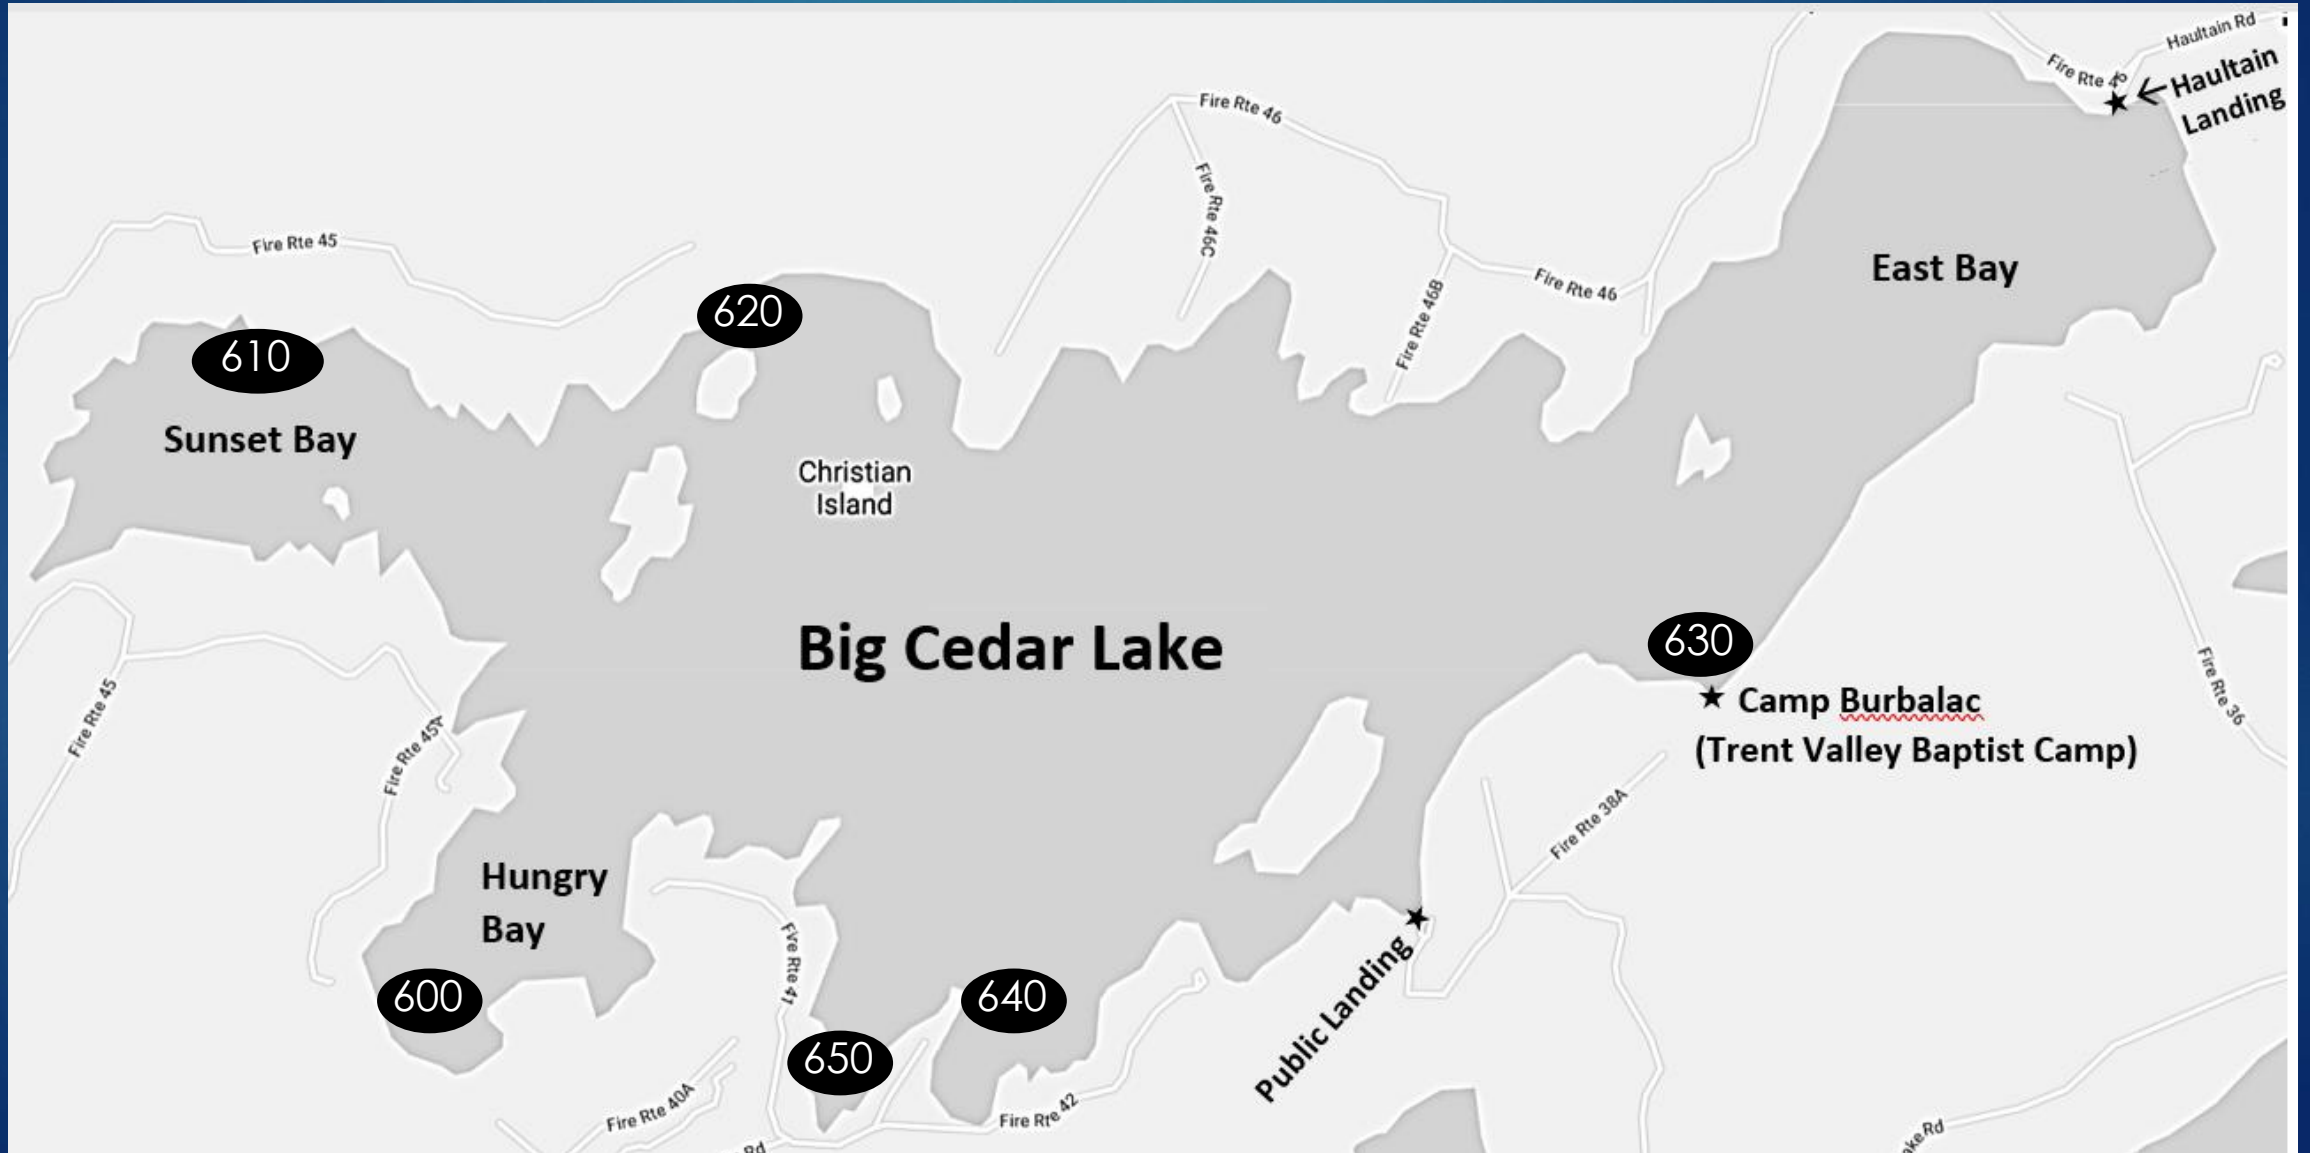 Haultain Rd
Fire Rte
Haultain
Landing
Fire Rte 46
Fire Rte 46C
Fire Rte 45
East Bay
Fire Rte 46
Fire Rte 46B
620
610
Sunset Bay
Christian
Island
Big Cedar Lake
630
Camp Burbalac
(Trent Valley Baptist Camp)
Fire Rte 36
Fire Rte 45
Fire Rte 45A
Fire Rte 38A
Hungry
Bay
Rte 41
600
640
Public Landing
650
Fire Rte 40A
Fire Rte 42
Rd
Rd